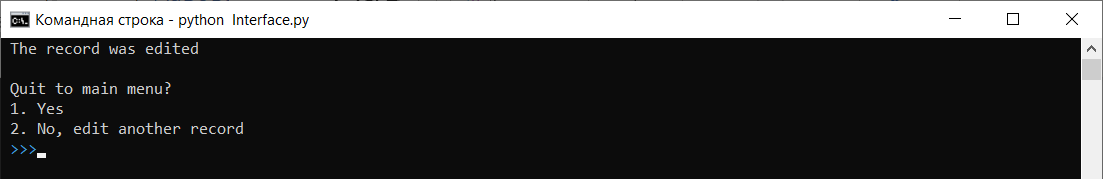 Командная строка - python  Interface.py
The record was edited
Quit to main menu?
1. Yes
2. No, edit another record
>>>